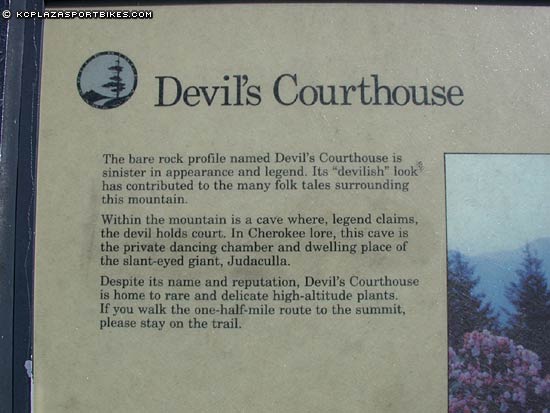 © KCPLAZASPORTBIKES.COM
Devil's Courthouse
The bare rock profile named Devil's Courthouse is
sinister in appearance and legend. Its "devilish" look
has contributed to the many folk tales surrounding
this mountain.
Within the mountain is a cave where, legend claims,
the devil holds court. In Cherokee lore, this cave is
the private dancing chamber and dwelling place of
the slant-eyed giant, Judaculla.
Despite its name and reputation, Devil's Courthouse
is home to rare and delicate high-altitude plants.
If you walk the one-half-mile route to the summit,
please stay on the trail.